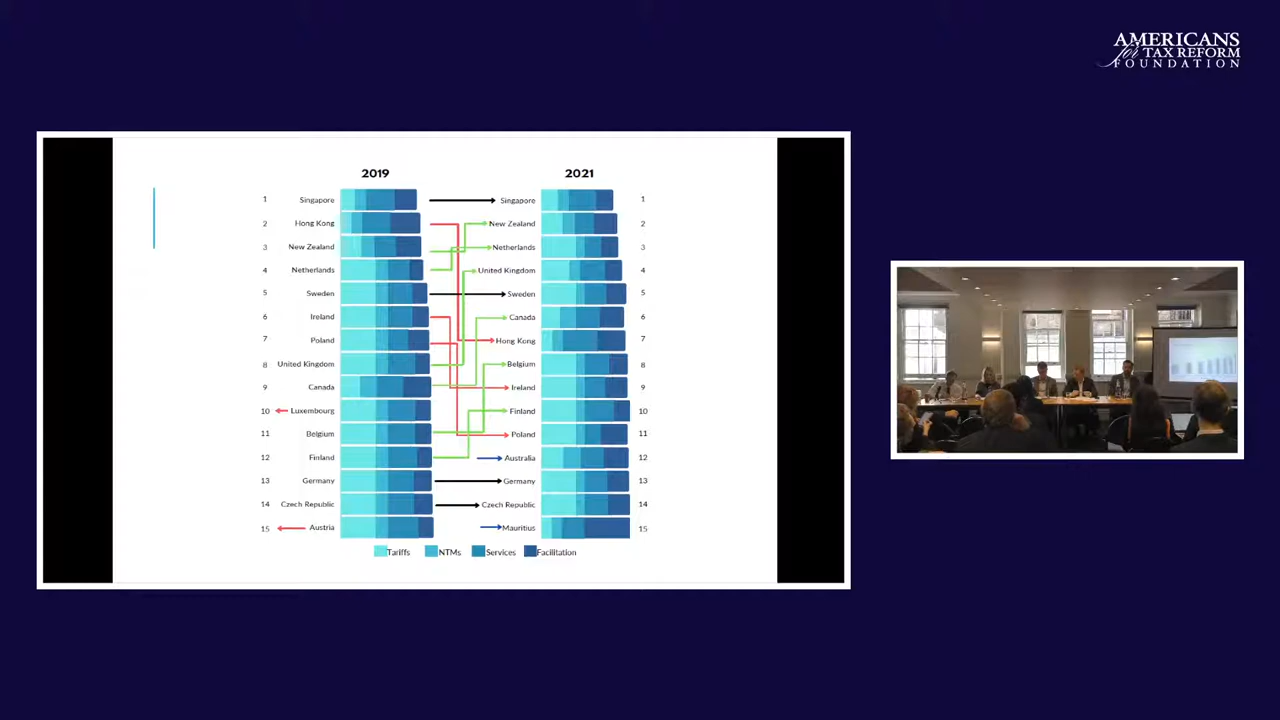 AMERICANS
for TAX REFORM
FOUNDATION
2019 2021
1 Singapore Singapore 1
2 Hong Kong New Zealand 2
3 New Zealand Netherlands 3
4 Netherlands United Kingdom 4
5 Sweden Sweden 5
6 Ireland Canada 6
7 Poland Hong Kong 7
8 United Kingdom Belgium 8
9 Canada Ireland 9
10 Luxembourg Finland 10
11 Belgium Poland 11
12 Finland Australia 12
13 Germany Germany 13
14 Czech Republic Czech Republic 14
15 Austria Mauritius 15
Tariffs NTMs Services Facilitation